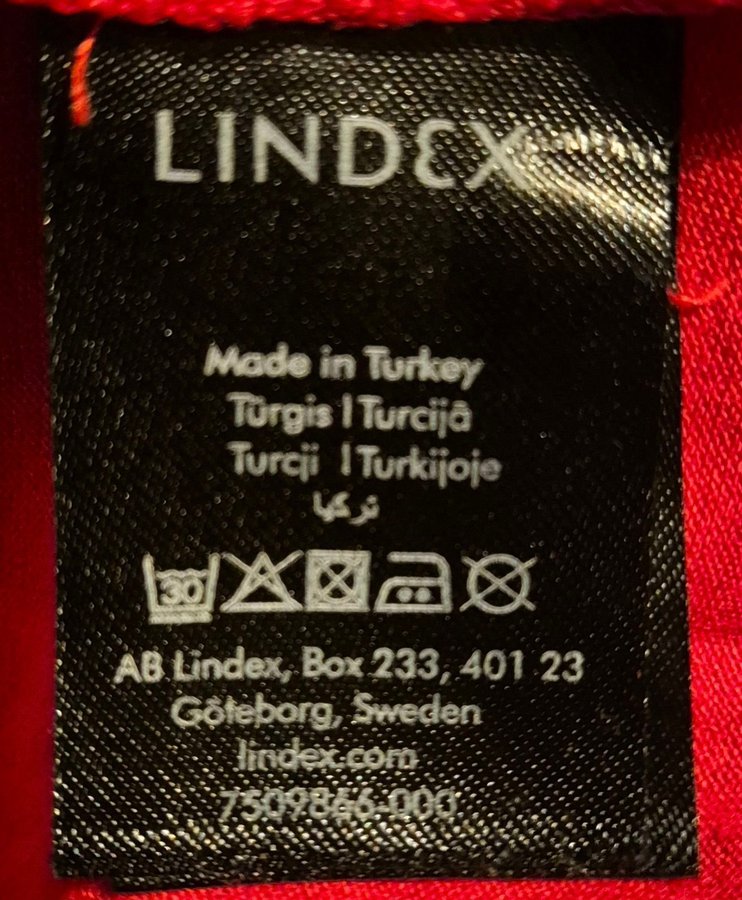 LINDEX
Made in Turkey
Türgis | Turcijā
Turcji | Turkijoje
تركيا
30
AB Lindex, Box 233, 401 23
Göteborg, Sweden
lindex.com
7509866-000